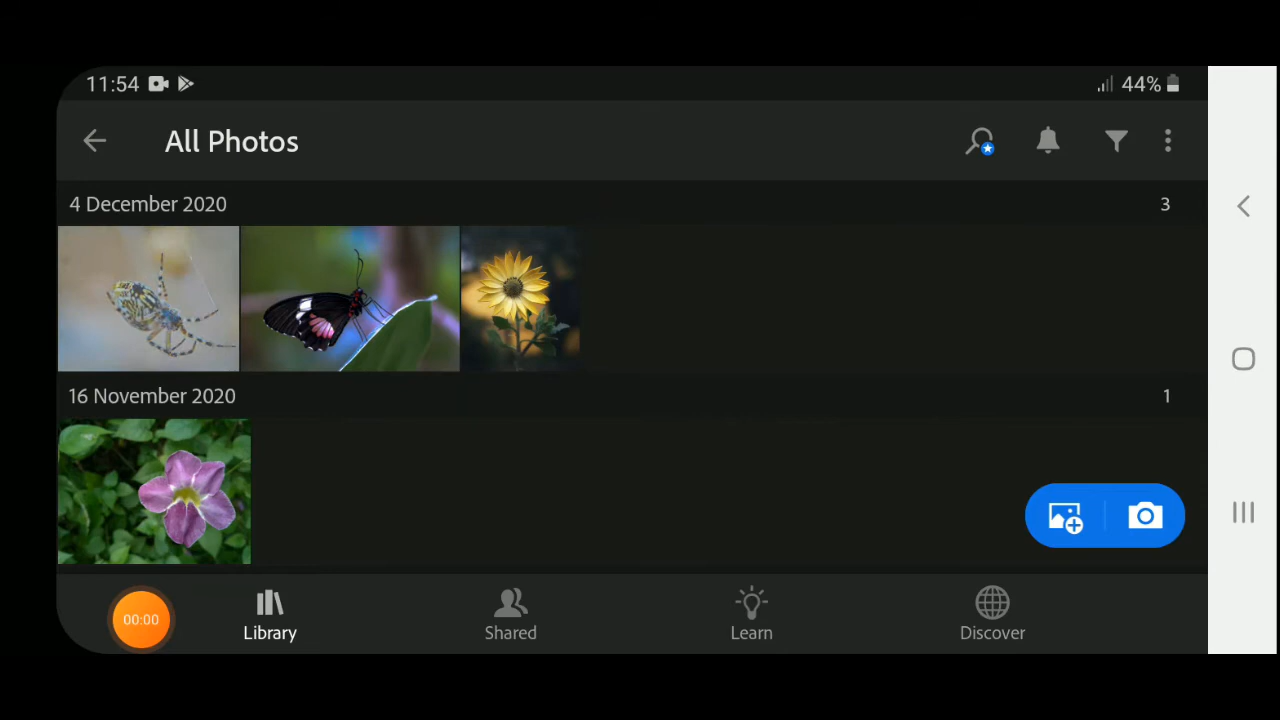 11:54
44%
All Photos
4 December 2020
3
16 November 2020
1
00:00
Library
Shared
Learn
Discover